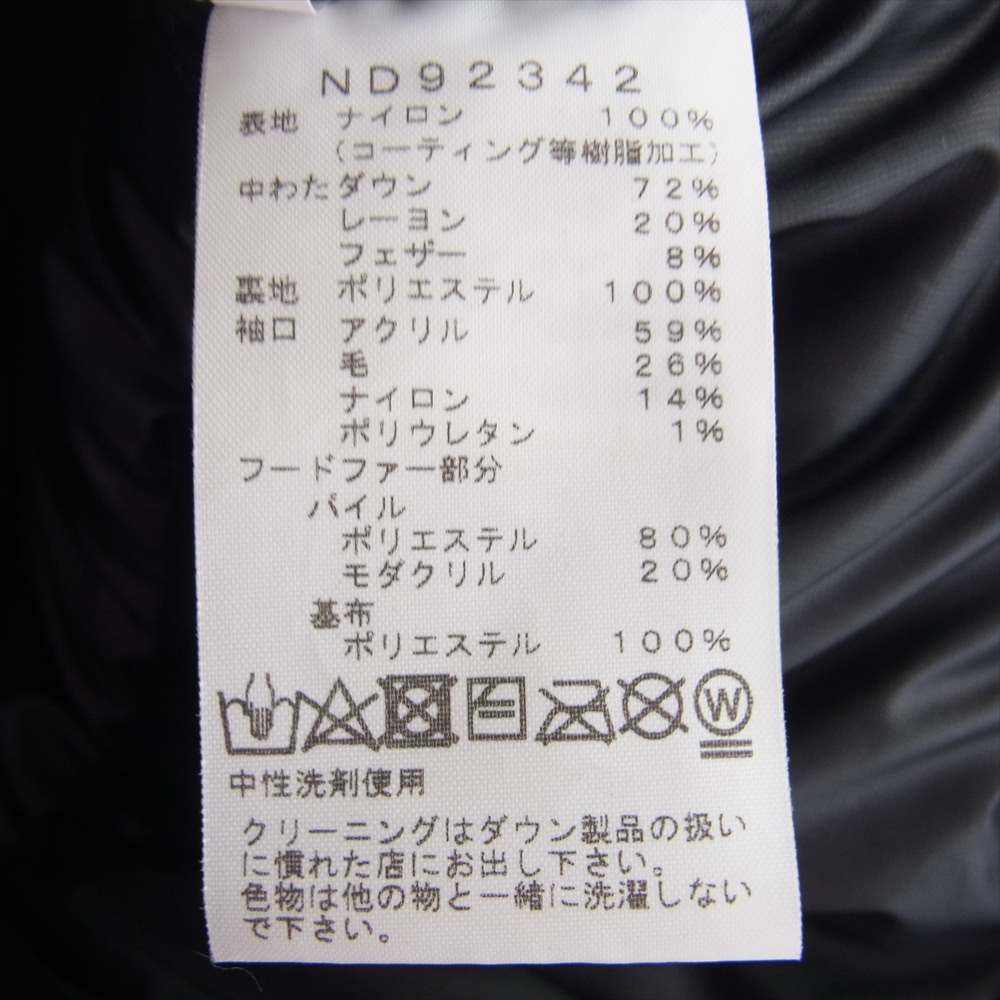 ND92342
表地 ナイロン 100%
(コーティング等樹脂加工)
中わた ダウン 72%
レーヨン 20%
フェザー 8%
裏地 ポリエステル 100%
袖口 アクリル 59%
毛 26%
ナイロン 14%
ポリウレタン 1%
フードファー部分
パイル
ポリエステル 80%
モダクリル 20%
基布
ポリエステル 100%
W
中性洗剤使用
クリーニングはダウン製品の扱い
に慣れた店にお出し下さい。
色物は他の物と一緒に洗濯しない
で下さい。